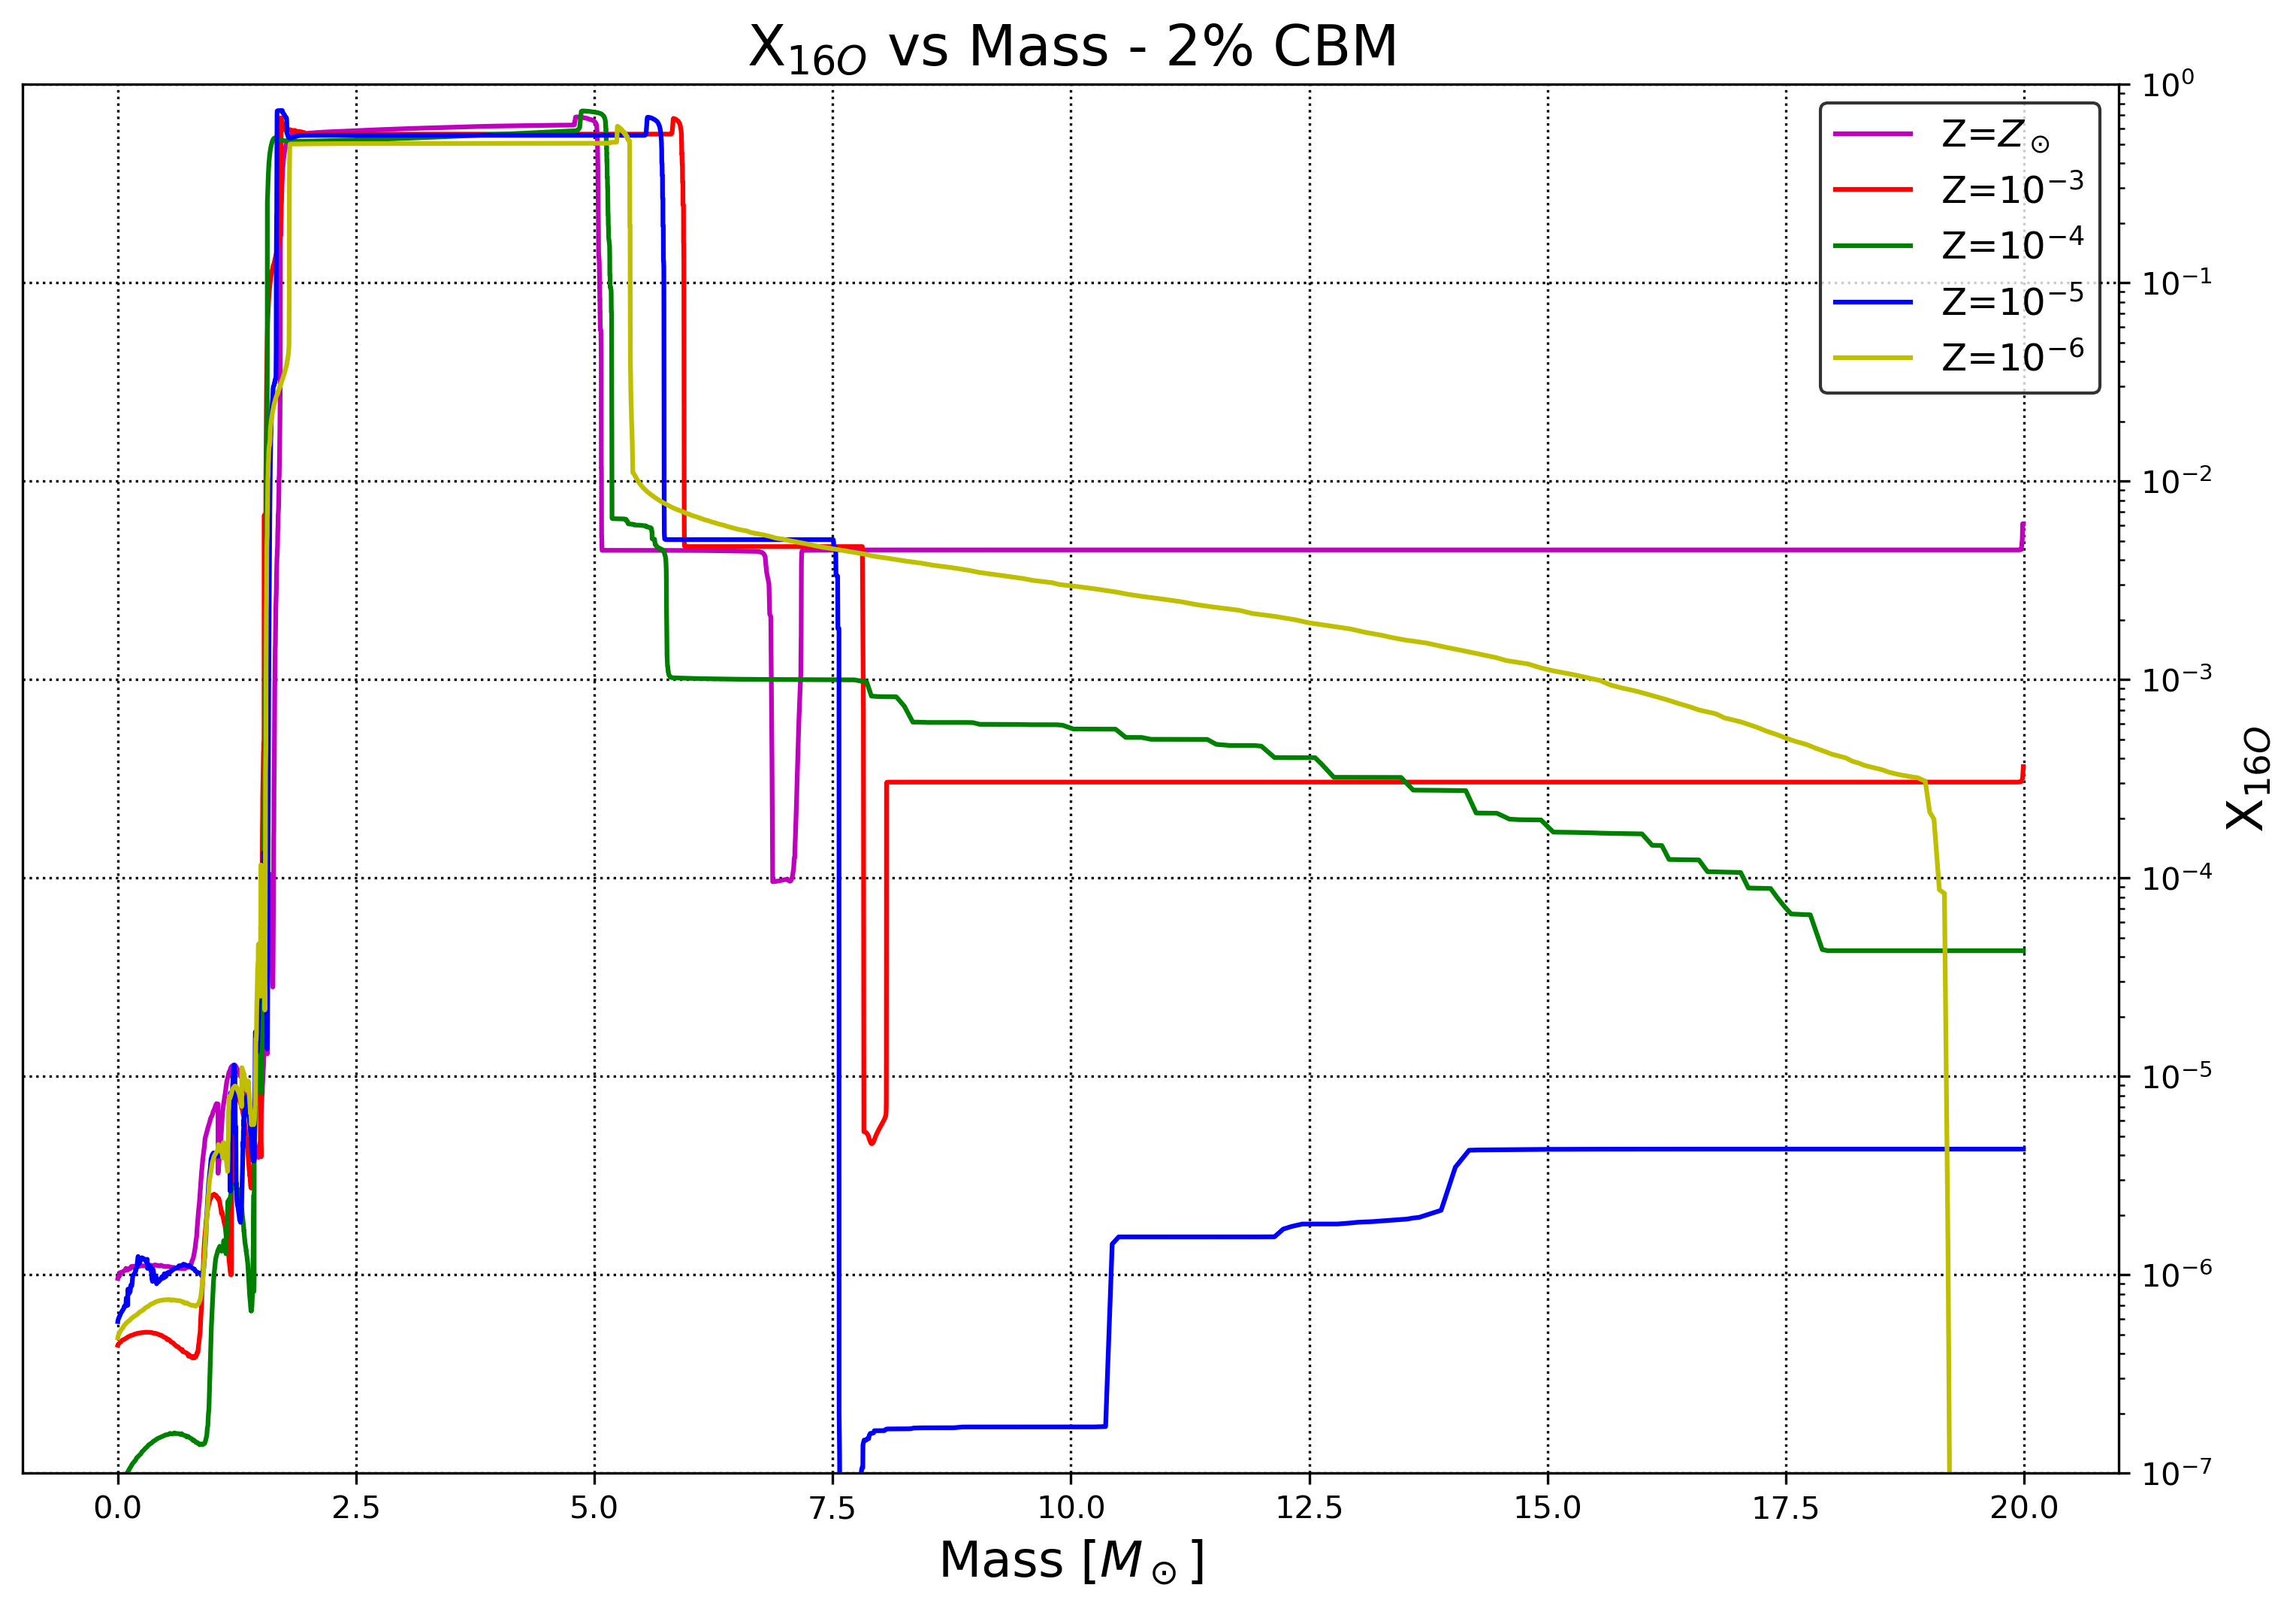 X₁₆O vs Mass - 2% CBM
10⁰
10⁻¹
10⁻²
10⁻³
10⁻⁴
10⁻⁵
10⁻⁶
10⁻⁷
X₁₆O
Z=Z⊙
Z=10⁻³
Z=10⁻⁴
Z=10⁻⁵
Z=10⁻⁶
0.0 2.5 5.0 7.5 10.0 12.5 15.0 17.5 20.0
Mass [M⊙]